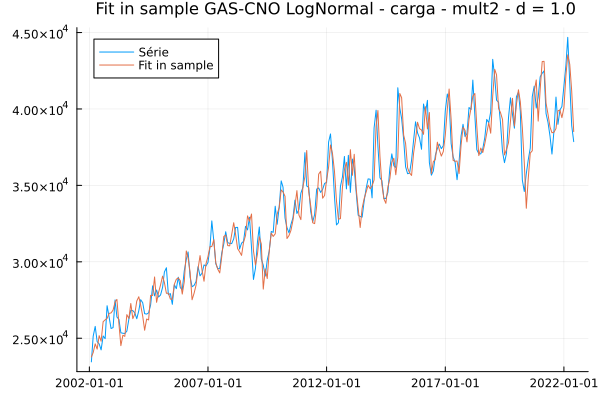 Fit in sample GAS-CNO LogNormal - carga - mult2 - d = 1.0
Série
Fit in sample
4.50×10⁴
4.00×10⁴
3.50×10⁴
3.00×10⁴
2.50×10⁴
2002-01-01 2007-01-01 2012-01-01 2017-01-01 2022-01-01